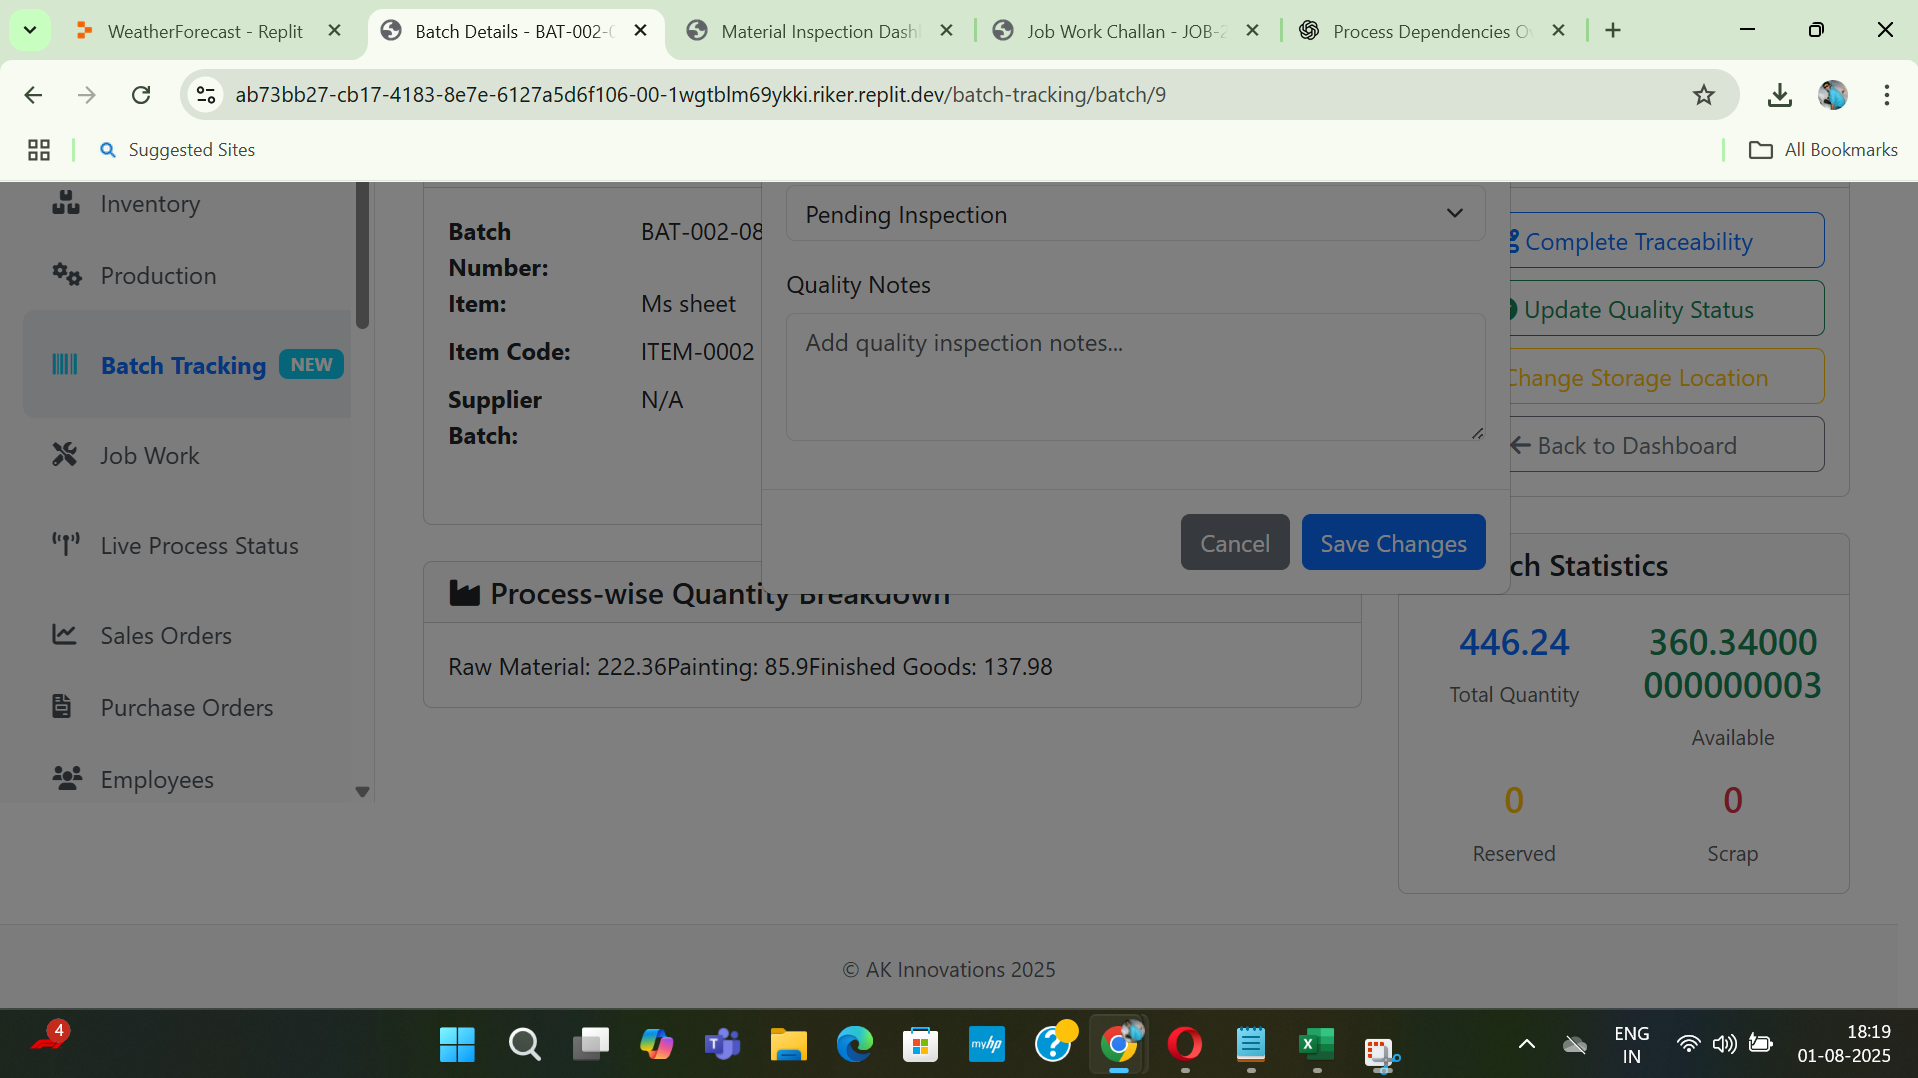 WeatherForecast - Replit
Batch Details - BAT-002-0
Material Inspection Dash
Job Work Challan - JOB-2
Process Dependencies Ov
ab73bb27-cb17-4183-8e7e-6127a5d6f106-00-1wgtblm69ykki.riker.replit.dev/batch-tracking/batch/9
Suggested Sites
All Bookmarks
Inventory
Production
Batch Tracking NEW
Job Work
Live Process Status
Sales Orders
Purchase Orders
Employees
Batch Number: BAT-002-08
Item: Ms sheet
Item Code: ITEM-0002
Supplier Batch: N/A
Pending Inspection
Quality Notes
Add quality inspection notes...
Cancel
Save Changes
Complete Traceability
Update Quality Status
Change Storage Location
Back to Dashboard
Process-wise Quantity Breakdown
Raw Material: 222.36Painting: 85.9Finished Goods: 137.98
ch Statistics
446.24
Total Quantity
360.34000
000000003
Available
0
Reserved
0
Scrap
© AK Innovations 2025
4
myhp
ENG
IN
18:19
01-08-2025